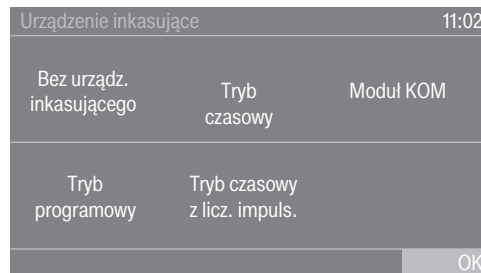 Urządzenie inkasujące 11:02
Bez urządz.
inkasującego
Tryb
czasowy
Moduł KOM
Tryb
programowy
Tryb czasowy
z licz. impuls.
OK